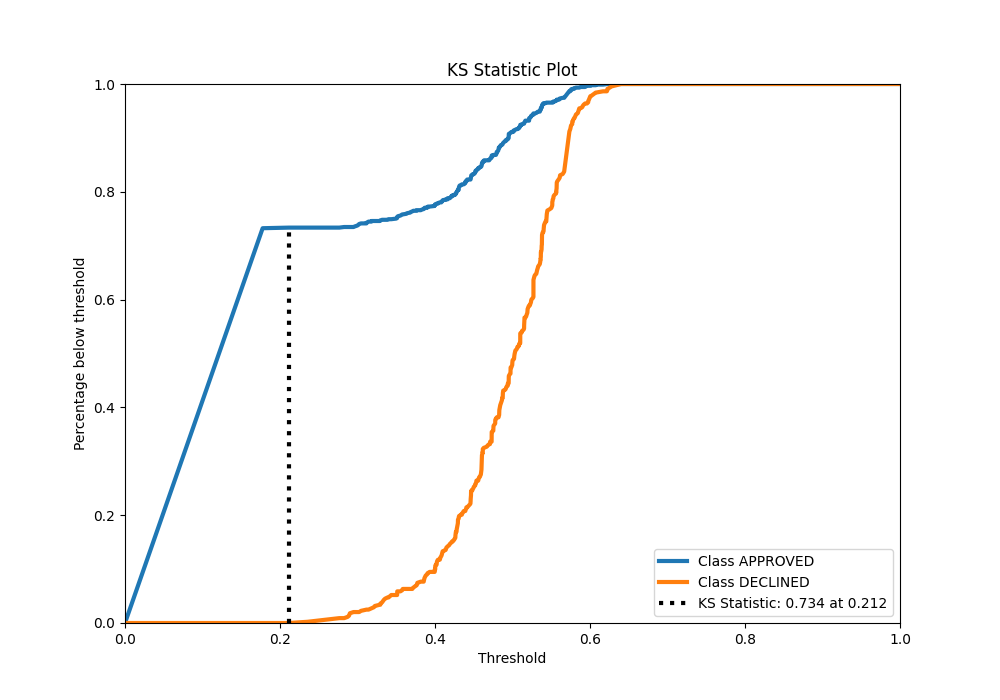 KS Statistic Plot
1.0
0.8
0.6
0.4
0.2
0.0
Percentage below threshold
0.0 0.2 0.4 0.6 0.8 1.0
Threshold
Class APPROVED
Class DECLINED
KS Statistic: 0.734 at 0.212